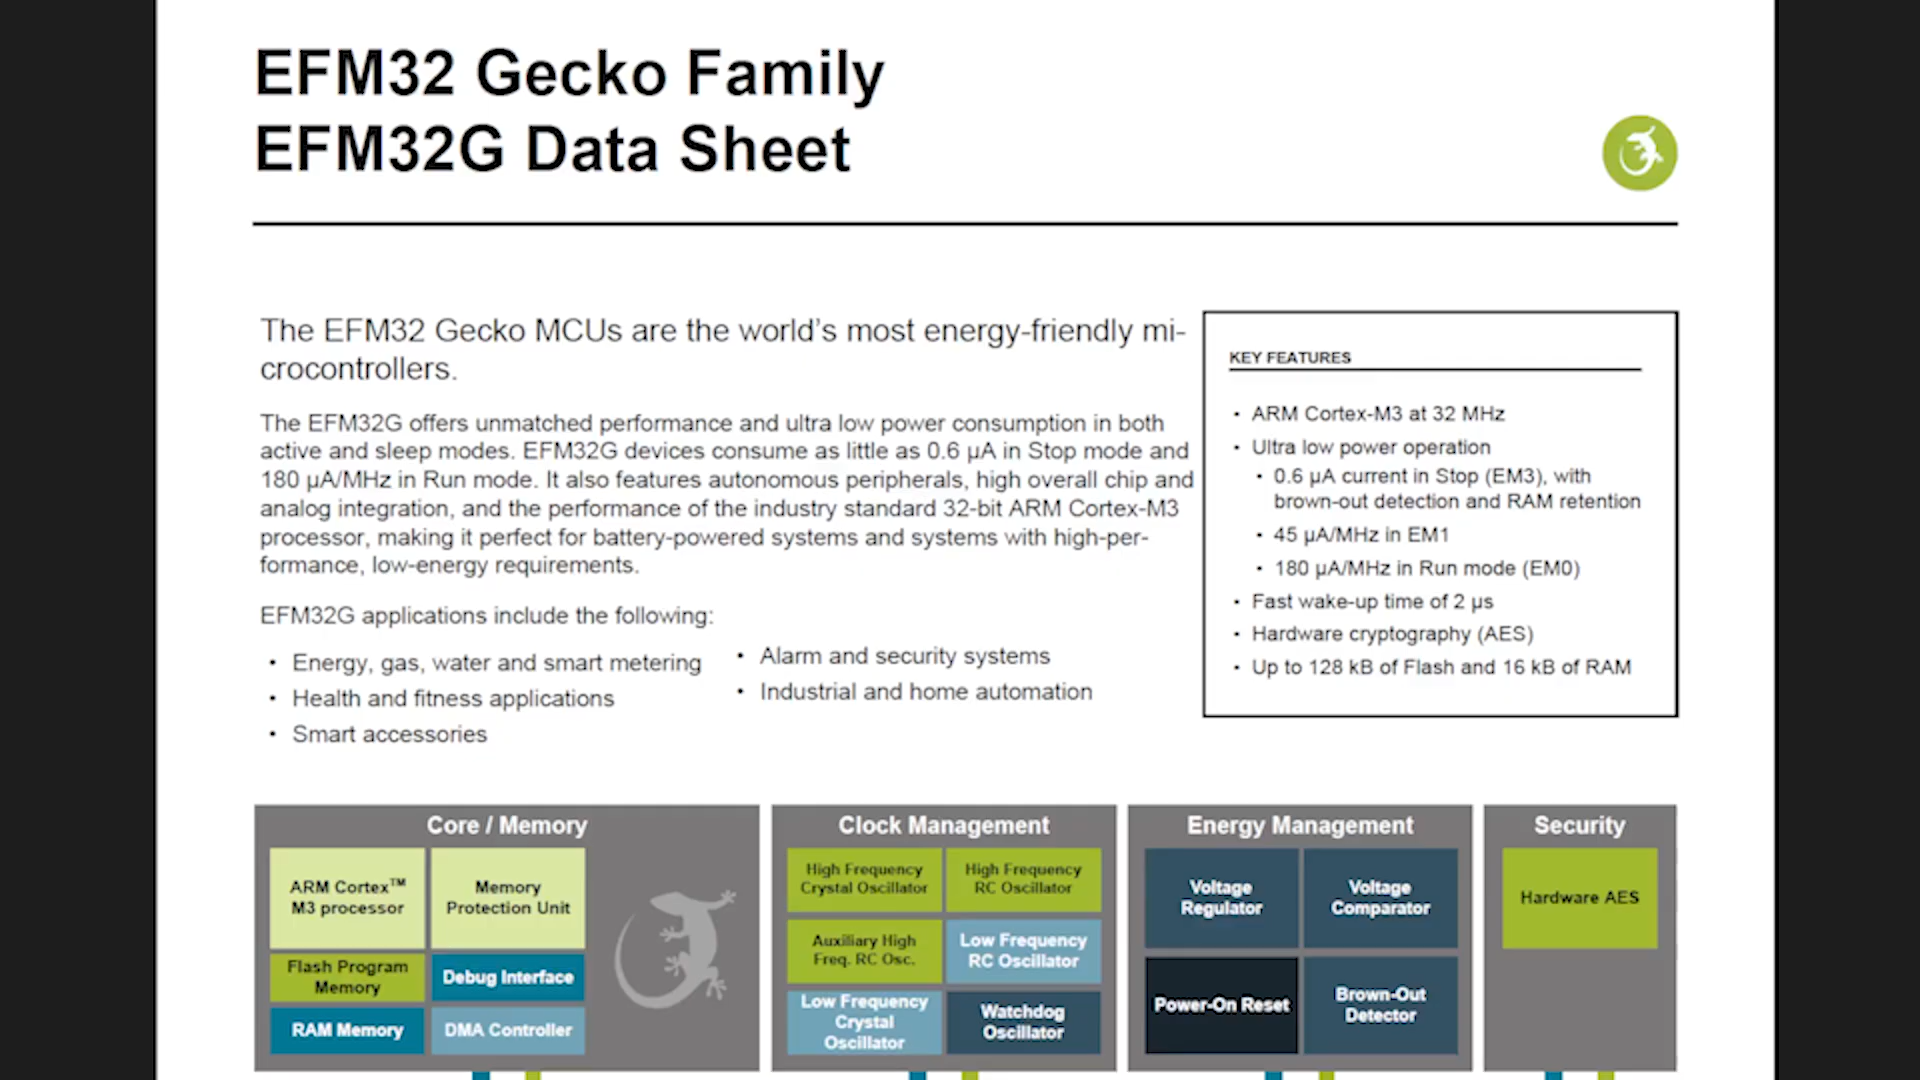 EFM32 Gecko Family
EFM32G Data Sheet
The EFM32 Gecko MCUs are the world's most energy-friendly mi-
crocontrollers.
The EFM32G offers unmatched performance and ultra low power consumption in both
active and sleep modes. EFM32G devices consume as little as 0.6 µA in Stop mode and
180 µA/MHz in Run mode. It also features autonomous peripherals, high overall chip and
analog integration, and the performance of the industry standard 32-bit ARM Cortex-M3
processor, making it perfect for battery-powered systems and systems with high-per-
formance, low-energy requirements.
EFM32G applications include the following:
• Energy, gas, water and smart metering
• Health and fitness applications
• Smart accessories
• Alarm and security systems
• Industrial and home automation
KEY FEATURES
• ARM Cortex-M3 at 32 MHz
• Ultra low power operation
• 0.6 µA current in Stop (EM3), with
brown-out detection and RAM retention
• 45 µA/MHz in EM1
• 180 µA/MHz in Run mode (EM0)
• Fast wake-up time of 2 µs
• Hardware cryptography (AES)
• Up to 128 kB of Flash and 16 kB of RAM
Core / Memory
ARM Cortex™
M3 processor
Memory
Protection Unit
Flash Program
Memory
Debug Interface
RAM Memory
DMA Controller
Clock Management
High Frequency
Crystal Oscillator
High Frequency
RC Oscillator
Auxiliary High
Freq. RC Osc.
Low Frequency
RC Oscillator
Low Frequency
Crystal
Oscillator
Watchdog
Oscillator
Energy Management
Voltage
Regulator
Voltage
Comparator
Power-On Reset
Brown-Out
Detector
Security
Hardware AES